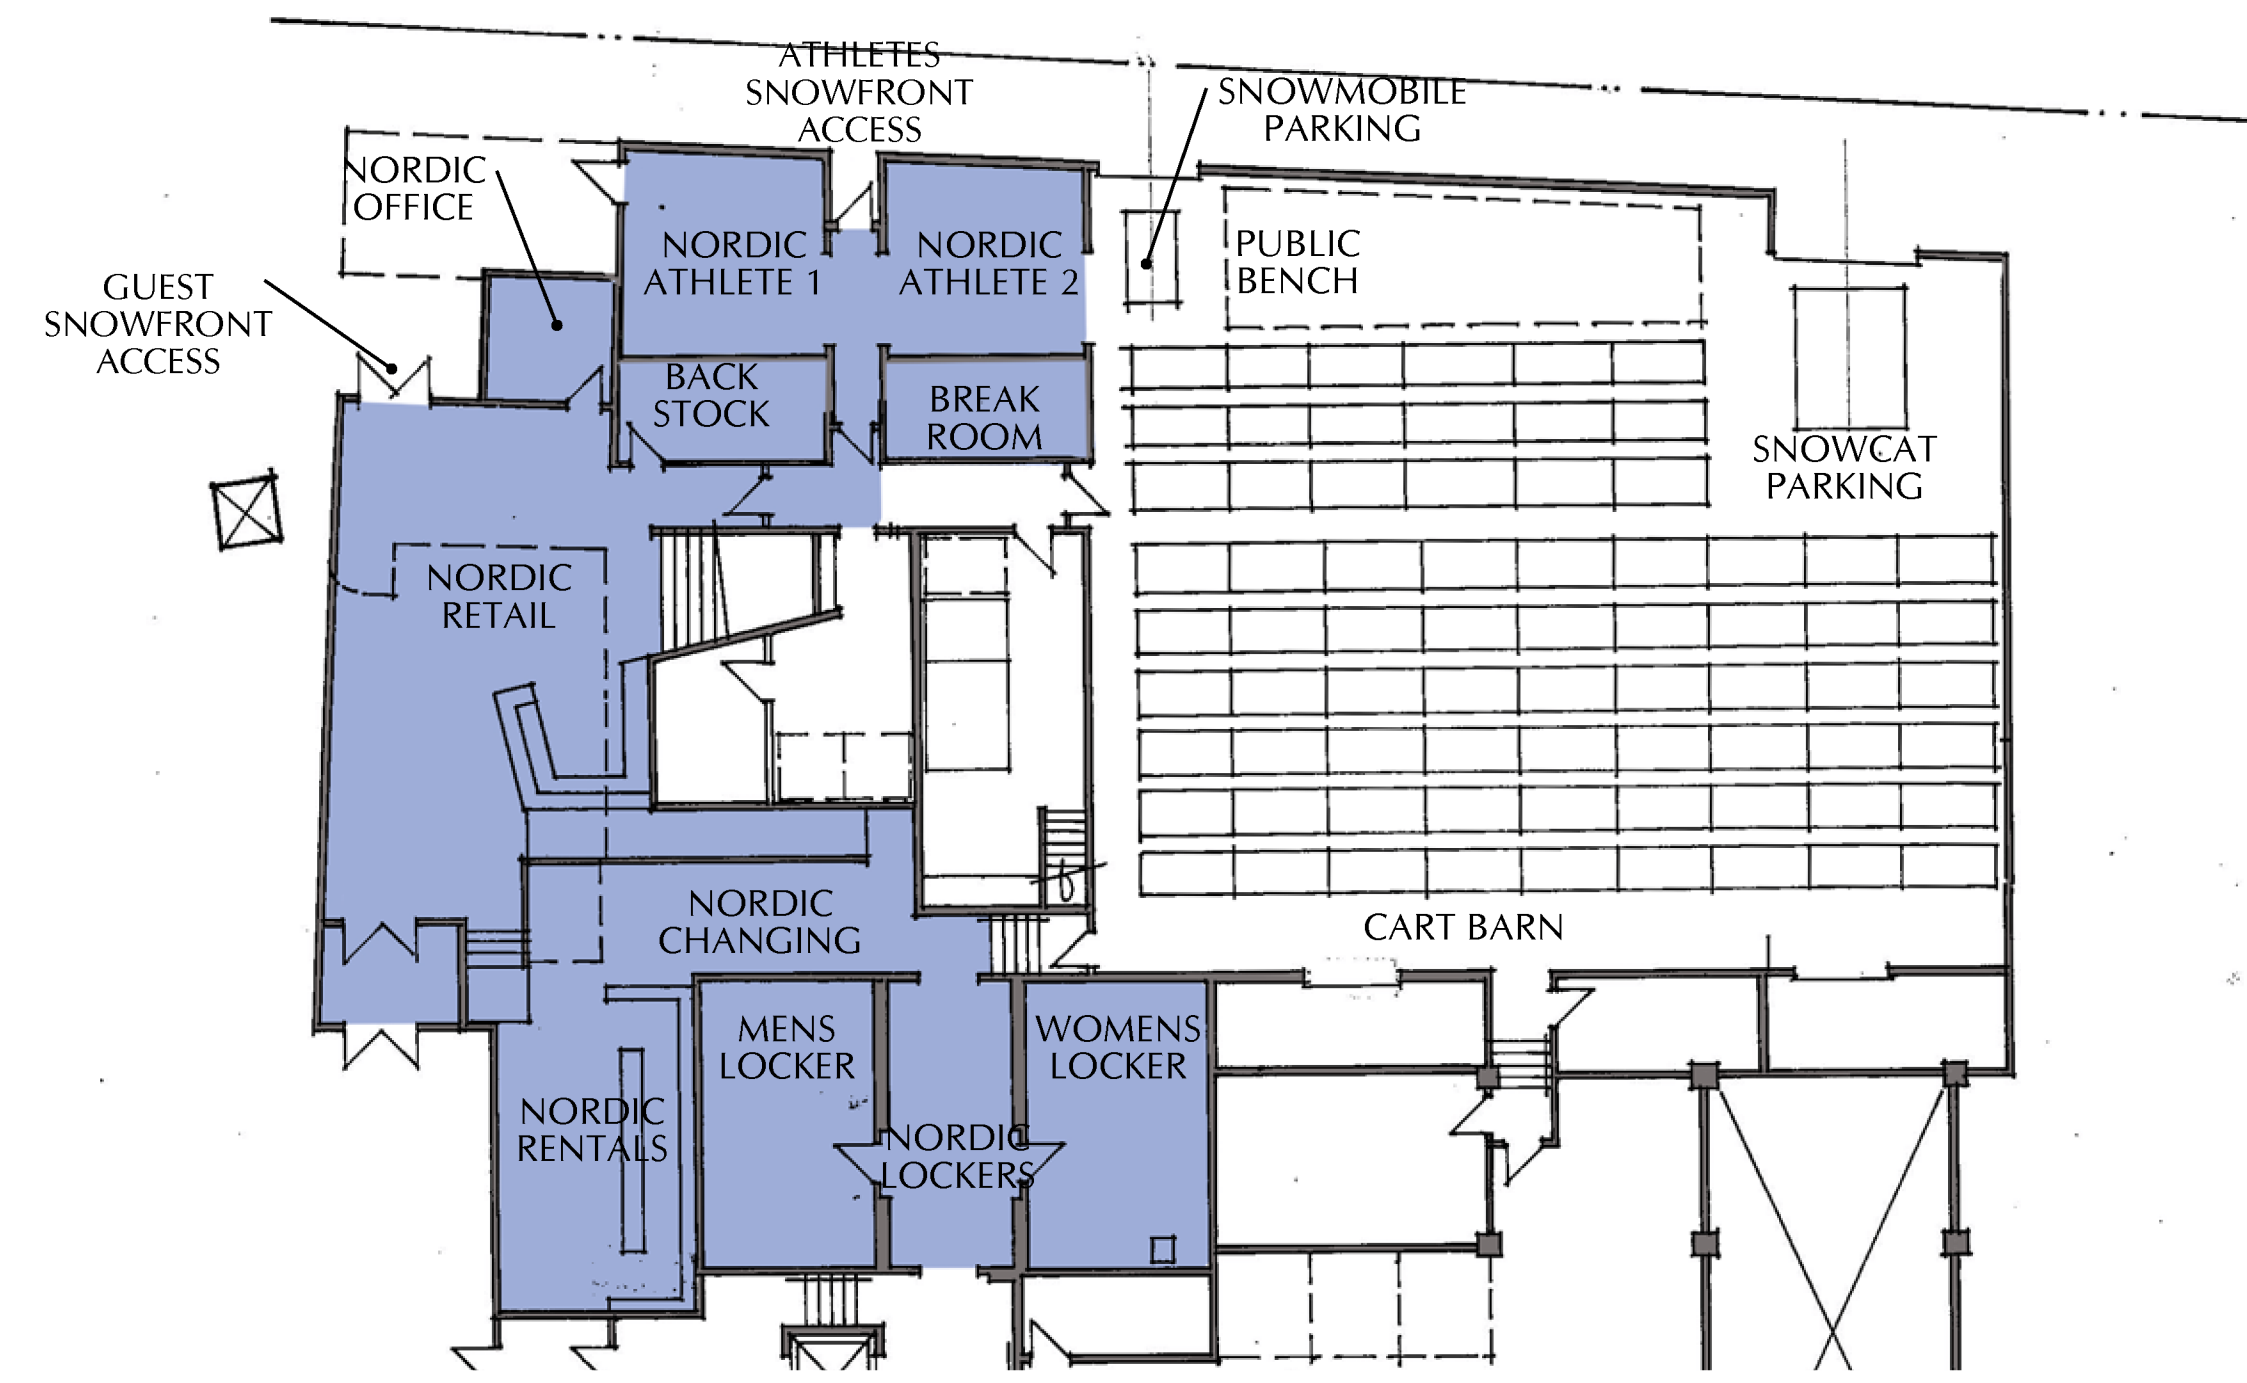 ATHLETES
SNOWFRONT
ACCESS
SNOWMOBILE
PARKING
NORDIC
OFFICE
GUEST
SNOWFRONT
ACCESS
NORDIC
ATHLETE 1
NORDIC
ATHLETE 2
PUBLIC
BENCH
BACK
STOCK
BREAK
ROOM
SNOWCAT
PARKING
NORDIC
RETAIL
NORDIC
CHANGING
CART BARN
MENS
LOCKER
WOMENS
LOCKER
NORDIC
RENTALS
NORDIC
LOCKERS